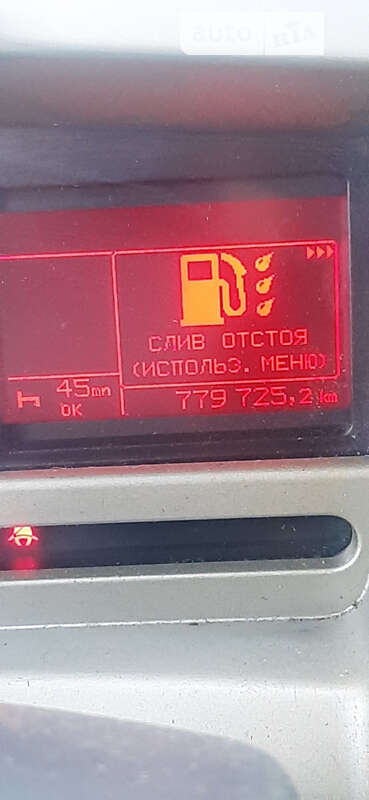 auto
RIA
СЛИВ ОТСТОЯ
(ИСПОЛЬЗ. МЕНЮ)
45mn
OK
779 725,2 km